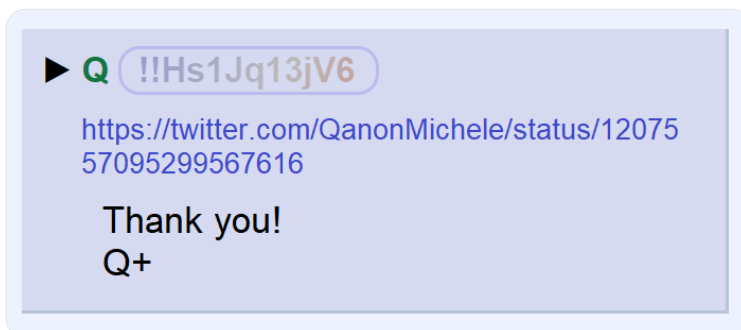 ▶ Q !!Hs1Jq13jV6
https://twitter.com/QanonMichele/status/12075
57095299567616
Thank you!
Q+